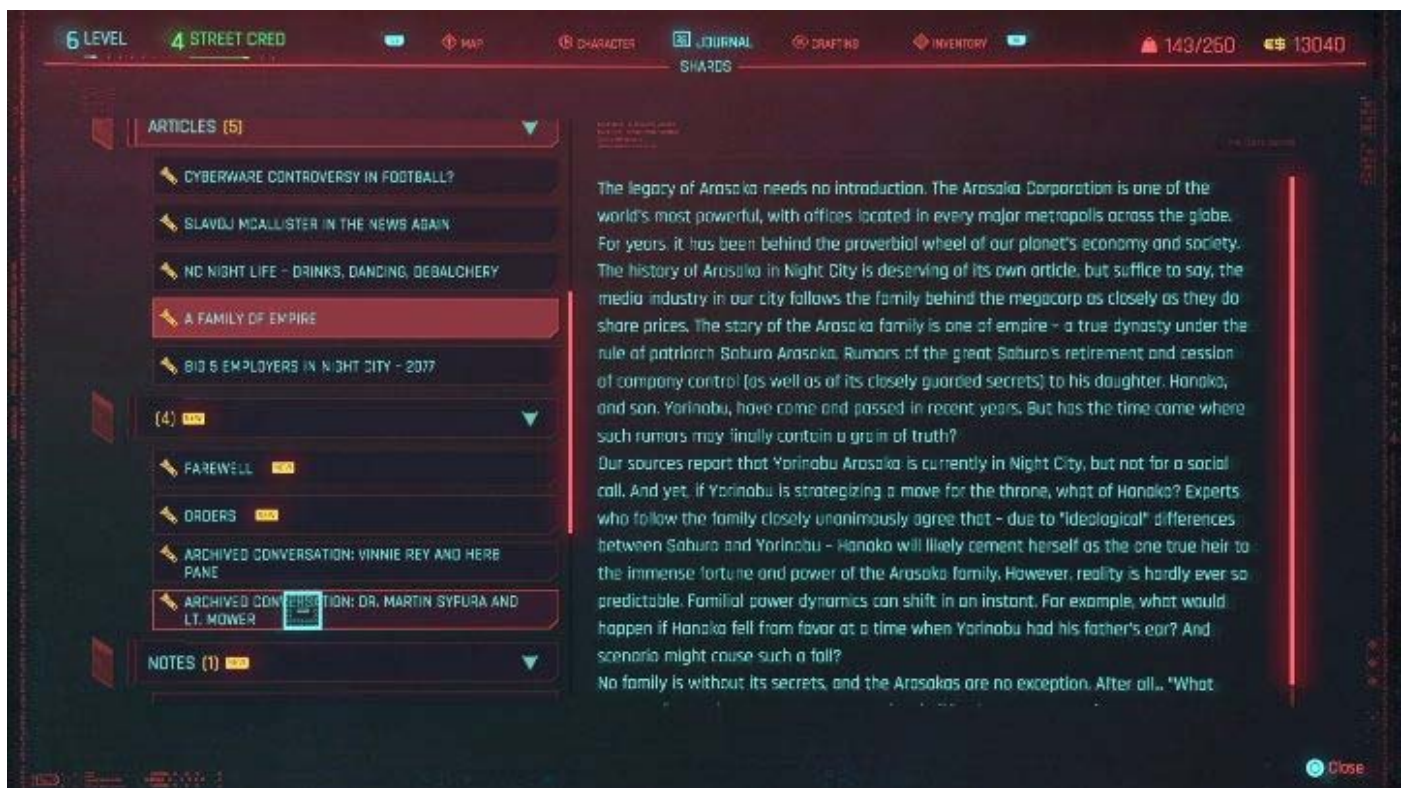 6 LEVEL 4 STREET CRED MAP CHARACTER JOURNAL CRAFTING INVENTORY 143/260 €$ 13040
SHARDS
ARTICLES (5)
CYBERWARE CONTROVERSY IN FOOTBALL?
SLAVOJ MCALLISTER IN THE NEWS AGAIN
NC NIGHT LIFE - DRINKS, DANCING, DEBALCHERY
A FAMILY OF EMPIRE
BIG 5 EMPLOYERS IN NIGHT CITY - 2077
(4) NEW
FAREWELL NEW
ORDERS NEW
ARCHIVED CONVERSATION: VINNIE REY AND HERB
PANE
ARCHIVED CONVERSATION: DR. MARTIN SYFURA AND
LT. MOWER
NOTES (1) NEW
The legacy of Arasaka needs no introduction. The Arasaka Corporation is one of the
world's most powerful, with offices located in every major metropolis across the globe.
For years, it has been behind the proverbial wheel of our planet's economy and society.
The history of Arasaka in Night City is deserving of its own article, but suffice to say, the
media industry in our city follows the family behind the megacorp as closely as they do
share prices. The story of the Arasaka family is one of empire - a true dynasty under the
rule of patriarch Saburo Arasaka. Rumors of the great Saburo's retirement and cession
of company control (as well as of its closely guarded secrets) to his daughter, Hanako,
and son, Yorinobu, have come and passed in recent years. But has the time come where
such rumors may finally contain a grain of truth?
Our sources report that Yorinobu Arasaka is currently in Night City, but not for a social
call. And yet, if Yorinobu is strategizing a move for the throne, what of Hanako? Experts
who follow the family closely unanimously agree that - due to "ideological" differences
between Saburo and Yorinobu - Hanako will likely cement herself as the one true heir to
the immense fortune and power of the Arasaka family. However, reality is hardly ever so
predictable. Familial power dynamics can shift in an instant. For example, what would
happen if Hanako fell from favor at a time when Yorinobu had his father's ear? And
scenario might cause such a fall?
No family is without its secrets, and the Arasakas are no exception. After all... "What
Close